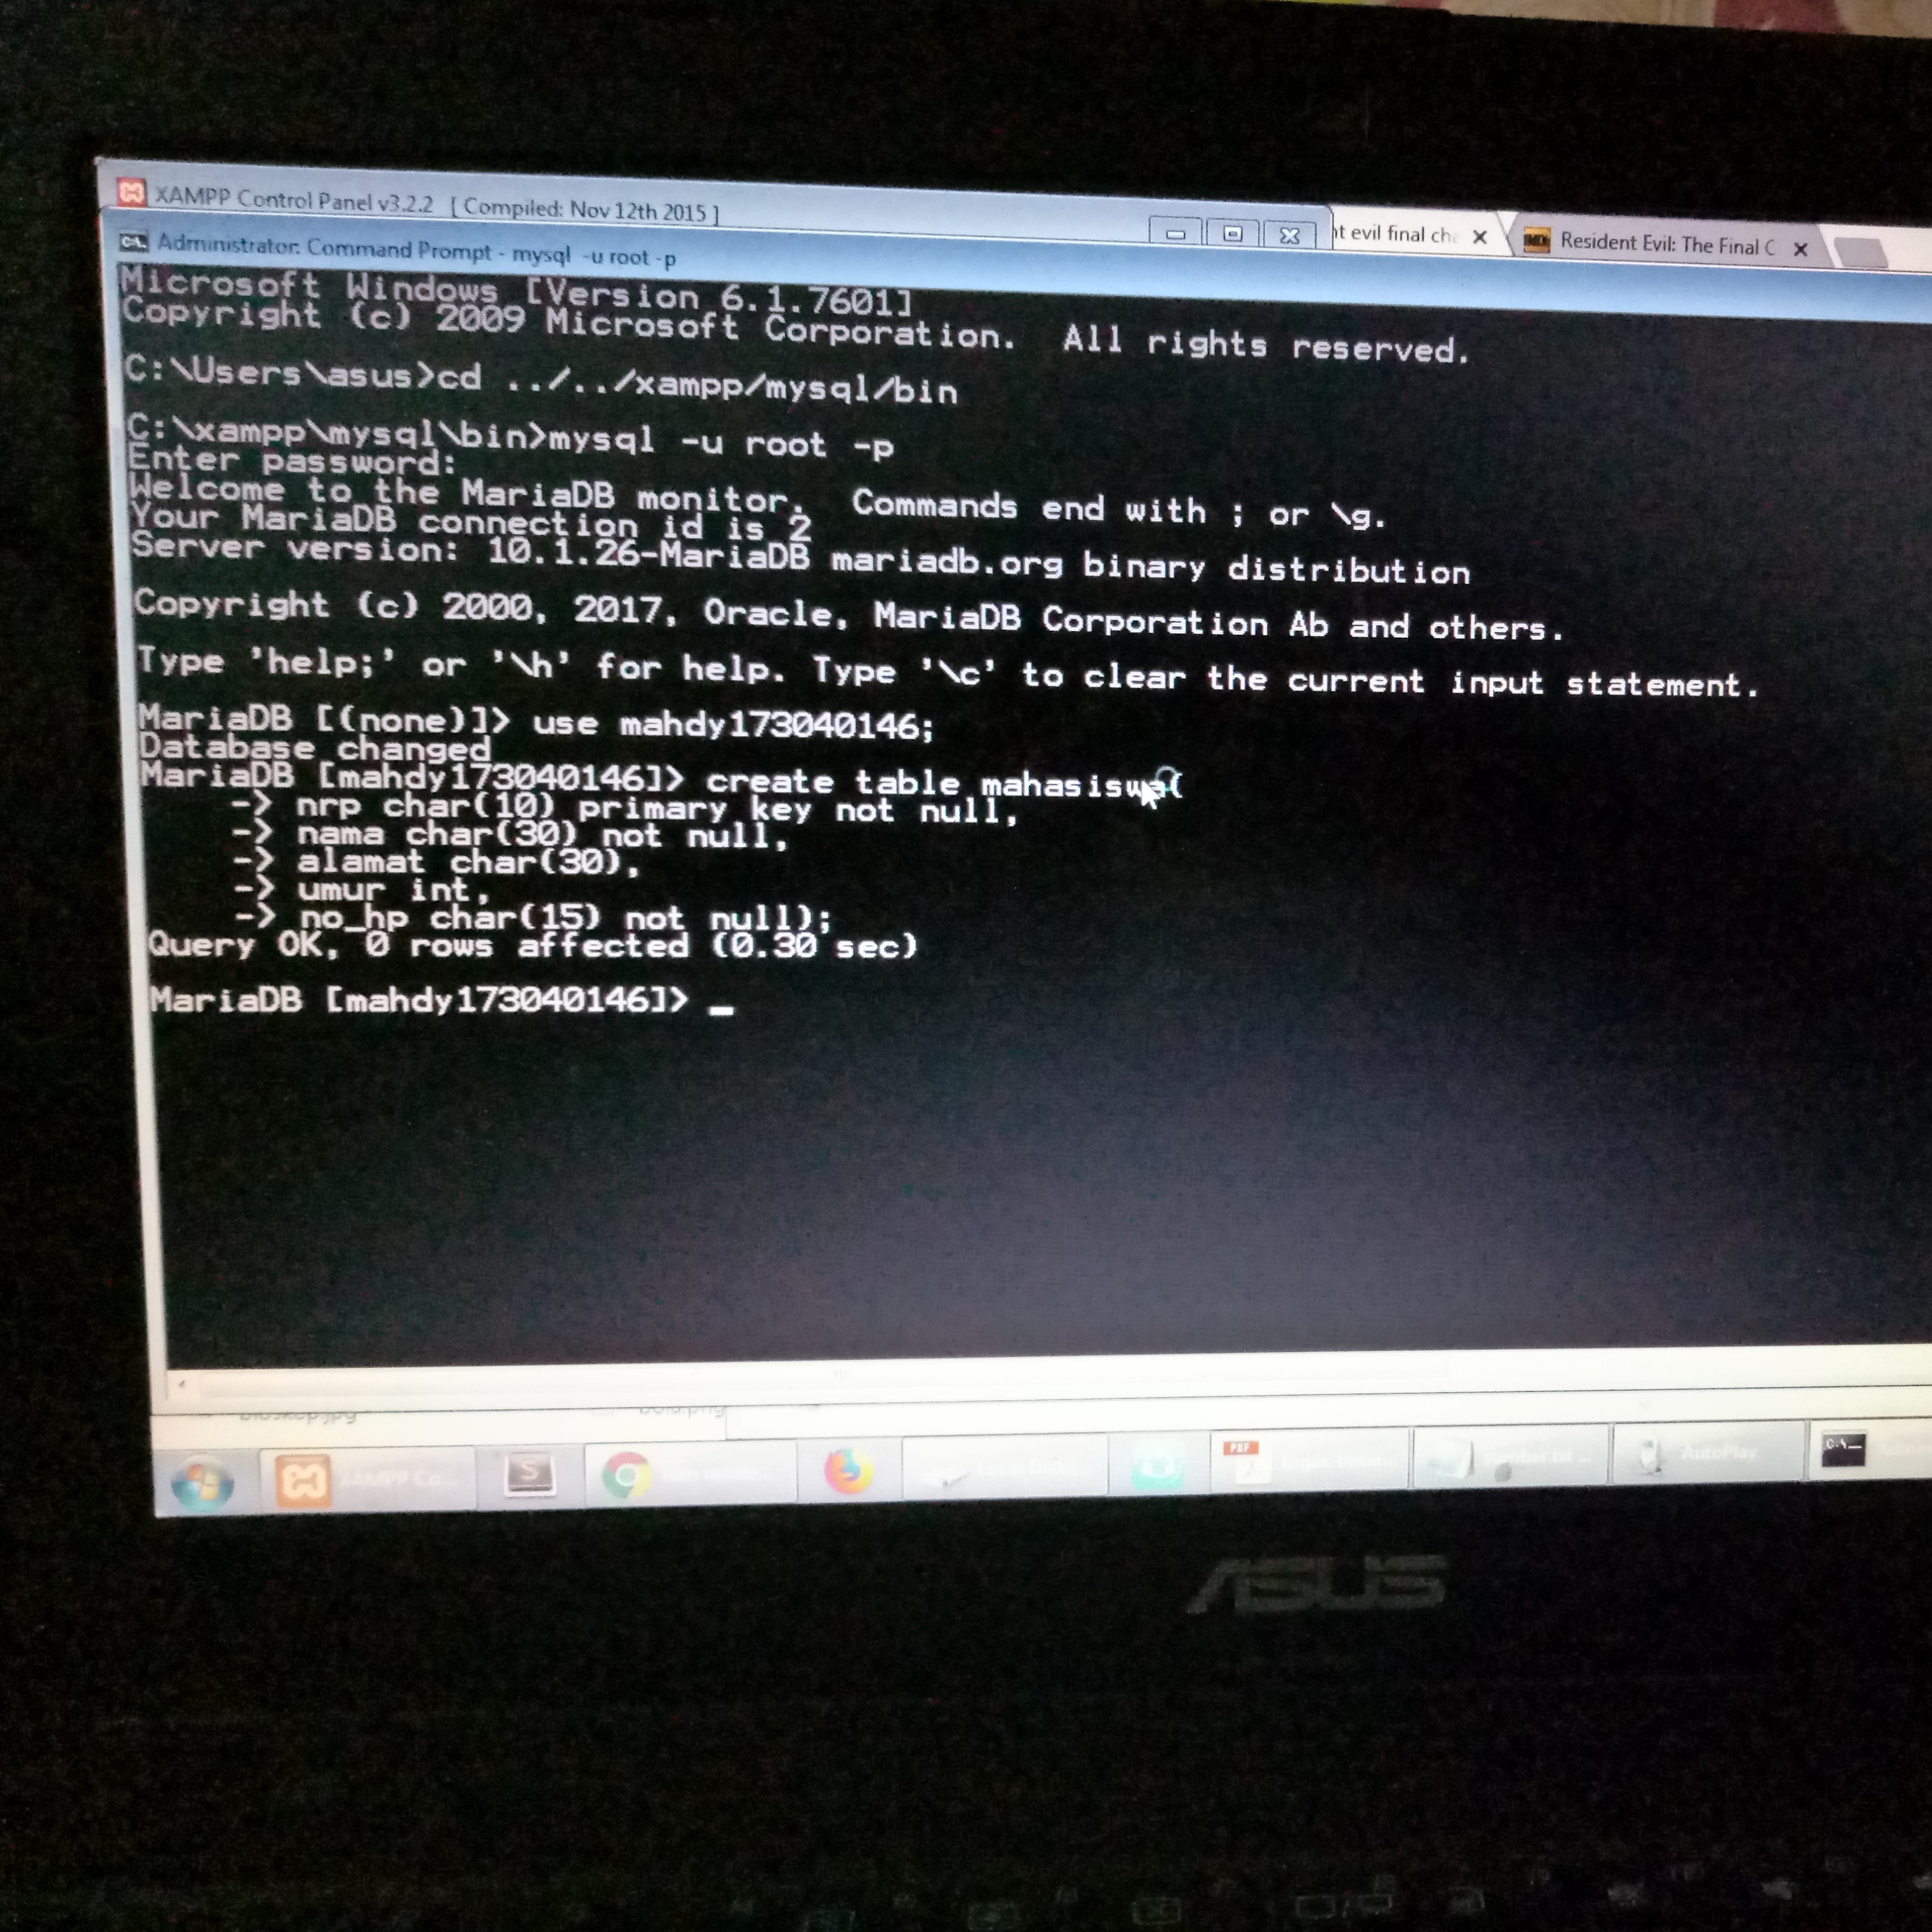 XAMPP Control Panel v3.2.2 [ Compiled: Nov 12th 2015 ]
t evil final ch
Resident Evil: The Final C
Administrator: Command Prompt - mysql -u root -p
Microsoft Windows [Version 6.1.7601]
Copyright (c) 2009 Microsoft Corporation. All rights reserved.
C:\Users\asus>cd ../../xampp/mysql/bin
C:\xampp\mysql\bin>mysql -u root -p
Enter password:
Welcome to the MariaDB monitor. Commands end with ; or \g.
Your MariaDB connection id is 2
Server version: 10.1.26-MariaDB mariadb.org binary distribution
Copyright (c) 2000, 2017, Oracle, MariaDB Corporation Ab and others.
Type 'help;' or '\h' for help. Type '\c' to clear the current input statement.
MariaDB [(none)]> use mahdy173040146;
Database changed
MariaDB [mahdy173040146]> create table mahasiswa(
-> nrp char(10) primary key not null,
-> nama char(30) not null,
-> alamat char(30),
-> umur int,
-> no_hp char(15) not null);
Query OK, 0 rows affected (0.30 sec)
MariaDB [mahdy173040146]> _
bioskop.jpg
XAMPP Co...
PDF
AutoPlay
C:\_
ASUS